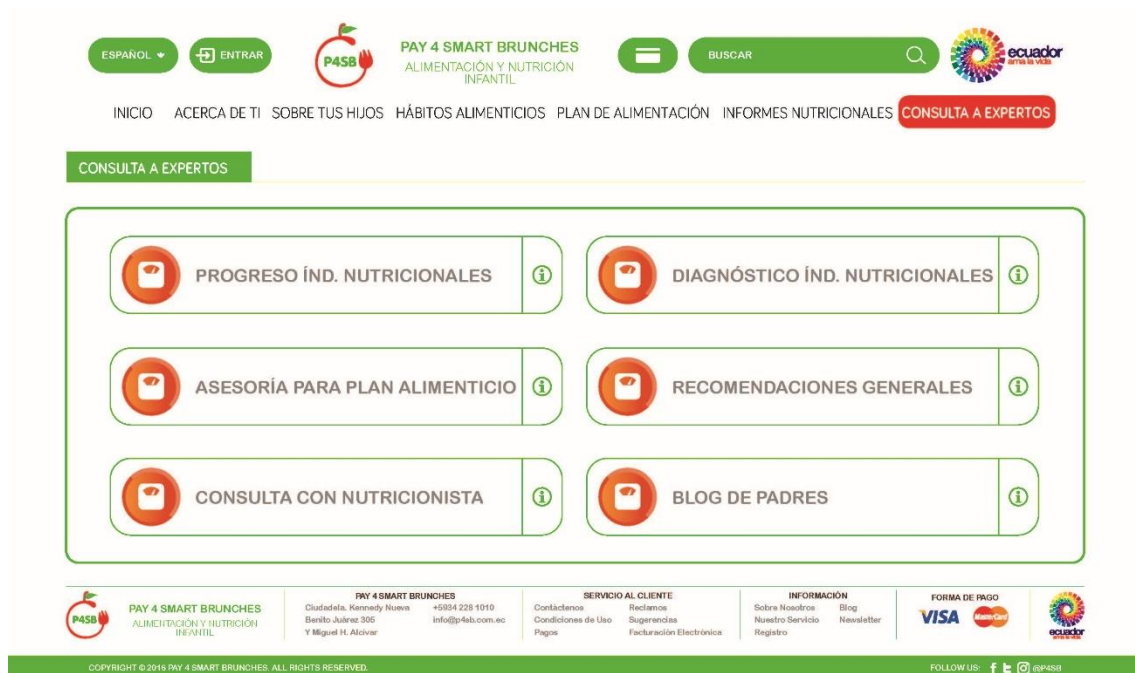 ESPAÑOL
ENTRAR
P4SB
PAY 4 SMART BRUNCHES
ALIMENTACIÓN Y NUTRICIÓN
INFANTIL
BUSCAR
ecuador
ama la vida
INICIO ACERCA DE TI SOBRE TUS HIJOS HÁBITOS ALIMENTICIOS PLAN DE ALIMENTACIÓN INFORMES NUTRICIONALES CONSULTA A EXPERTOS
CONSULTA A EXPERTOS
PROGRESO ÍND. NUTRICIONALES
DIAGNÓSTICO ÍND. NUTRICIONALES
ASESORÍA PARA PLAN ALIMENTICIO
RECOMENDACIONES GENERALES
CONSULTA CON NUTRICIONISTA
BLOG DE PADRES
P4SB
PAY 4 SMART BRUNCHES
ALIMENTACIÓN Y NUTRICIÓN
INFANTIL
PAY 4 SMART BRUNCHES
Ciudadela. Kennedy Nueva +5934 228 1010
Benito Juárez 305 info@p4sb.com.ec
Y Miguel H. Alcivar
SERVICIO AL CLIENTE
Contáctenos Reclamos
Condiciones de Uso Sugerencias
Pagos Facturación Electrónica
INFORMACIÓN
Sobre Nosotros Blog
Nuestro Servicio Newsletter
Registro
FORMA DE PAGO
VISA MasterCard
ecuador
ama la vida
COPYRIGHT © 2016 PAY 4 SMART BRUNCHES. ALL RIGHTS RESERVED.
FOLLOW US: @P4SB